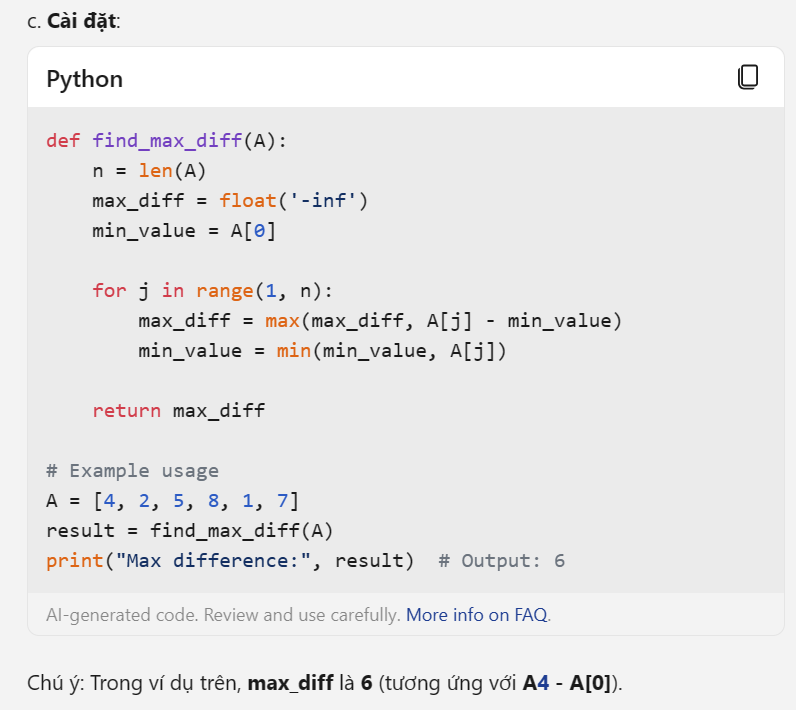 c. Cài đặt:
Python
def find_max_diff(A):
    n = len(A)
    max_diff = float('-inf')
    min_value = A[0]
    for j in range(1, n):
        max_diff = max(max_diff, A[j] - min_value)
        min_value = min(min_value, A[j])
    return max_diff
# Example usage
A = [4, 2, 5, 8, 1, 7]
result = find_max_diff(A)
print("Max difference:", result)  # Output: 6
AI-generated code. Review and use carefully. More info on FAQ.
Chú ý: Trong ví dụ trên, max_diff là 6 (tương ứng với A4 - A[0]).